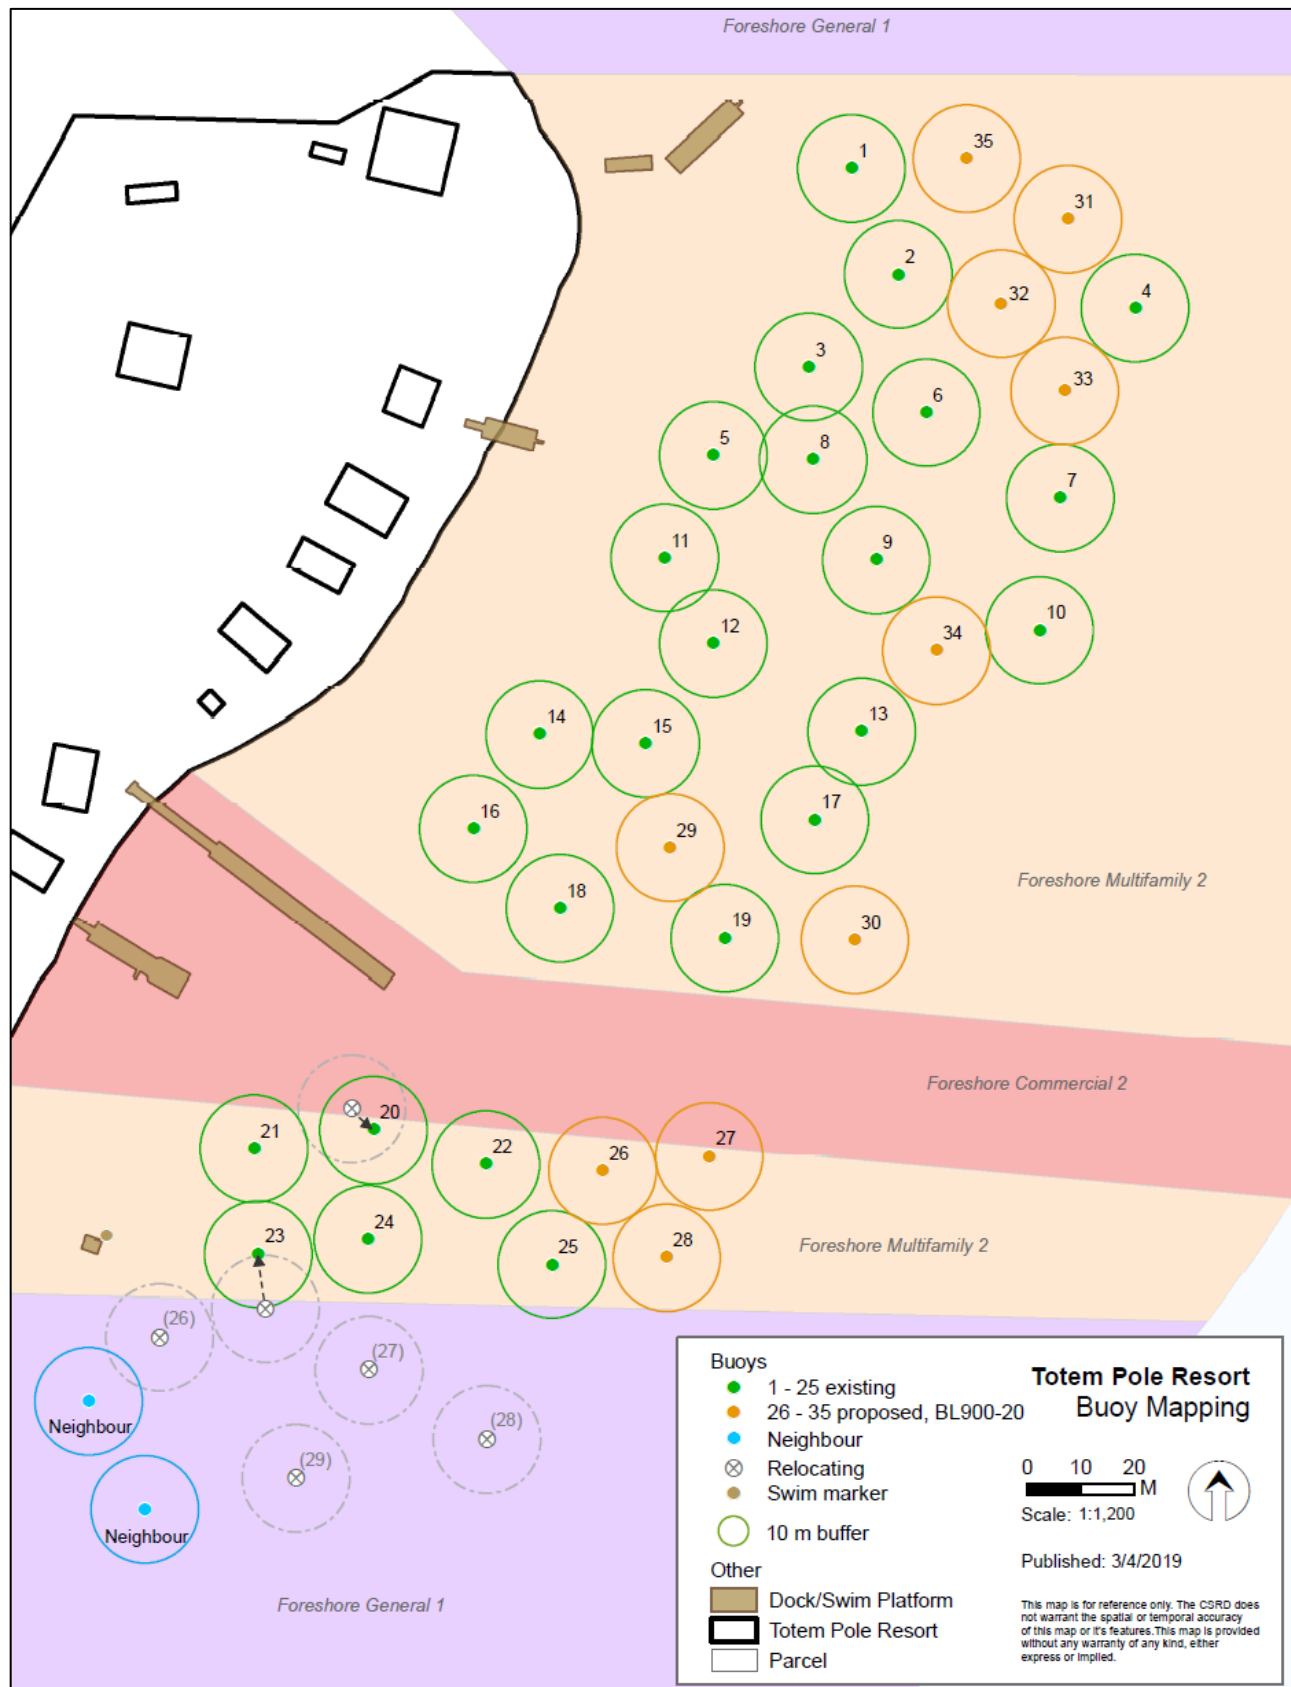 Foreshore General 1
1
35
31
2
32
4
3
33
6
5
8
7
11
9
12
34
10
14
15
13
16
29
17
Foreshore Multifamily 2
18
19
30
Foreshore Commercial 2
20
21
22
26
27
24
23
25
28
Foreshore Multifamily 2
(26)
(27)
Neighbour
(28)
(29)
Neighbour
Foreshore General 1
Buoys
1 - 25 existing
26 - 35 proposed, BL900-20
Neighbour
Relocating
Swim marker
10 m buffer
Other
Dock/Swim Platform
Totem Pole Resort
Parcel
Totem Pole Resort
Buoy Mapping
0 10 20
M
Scale: 1:1,200
Published: 3/4/2019
This map is for reference only. The CSRD does
not warrant the spatial or temporal accuracy
of this map or it's features.This map is provided
without any warranty of any kind, either
express or implied.